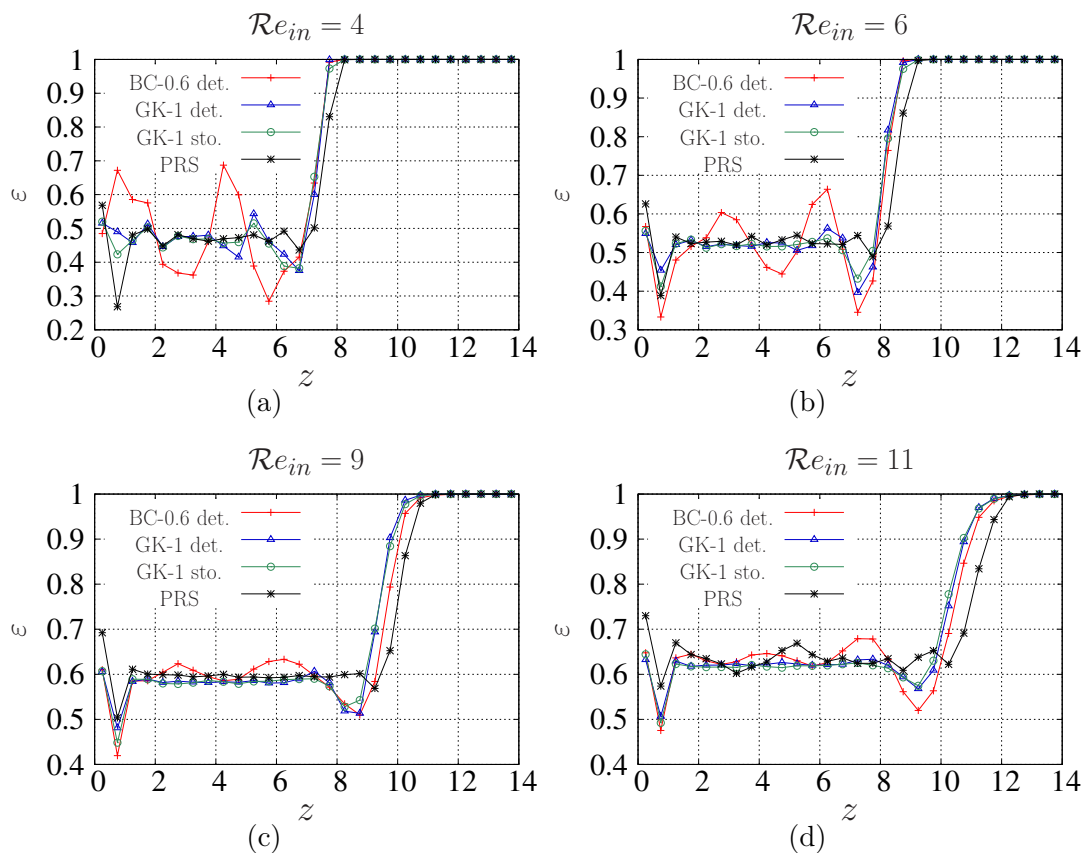 Re_in = 4
1
0.9
0.8
0.7
0.6
0.5
0.4
0.3
0.2
ε
BC-0.6 det.
GK-1 det.
GK-1 sto.
PRS
0 2 4 6 8 10 12 14
z
(a)
Re_in = 6
1
0.9
0.8
0.7
0.6
0.5
0.4
0.3
ε
BC-0.6 det.
GK-1 det.
GK-1 sto.
PRS
0 2 4 6 8 10 12 14
z
(b)
Re_in = 9
1
0.9
0.8
0.7
0.6
0.5
0.4
ε
BC-0.6 det.
GK-1 det.
GK-1 sto.
PRS
0 2 4 6 8 10 12 14
z
(c)
Re_in = 11
1
0.9
0.8
0.7
0.6
0.5
0.4
ε
BC-0.6 det.
GK-1 det.
GK-1 sto.
PRS
0 2 4 6 8 10 12 14
z
(d)